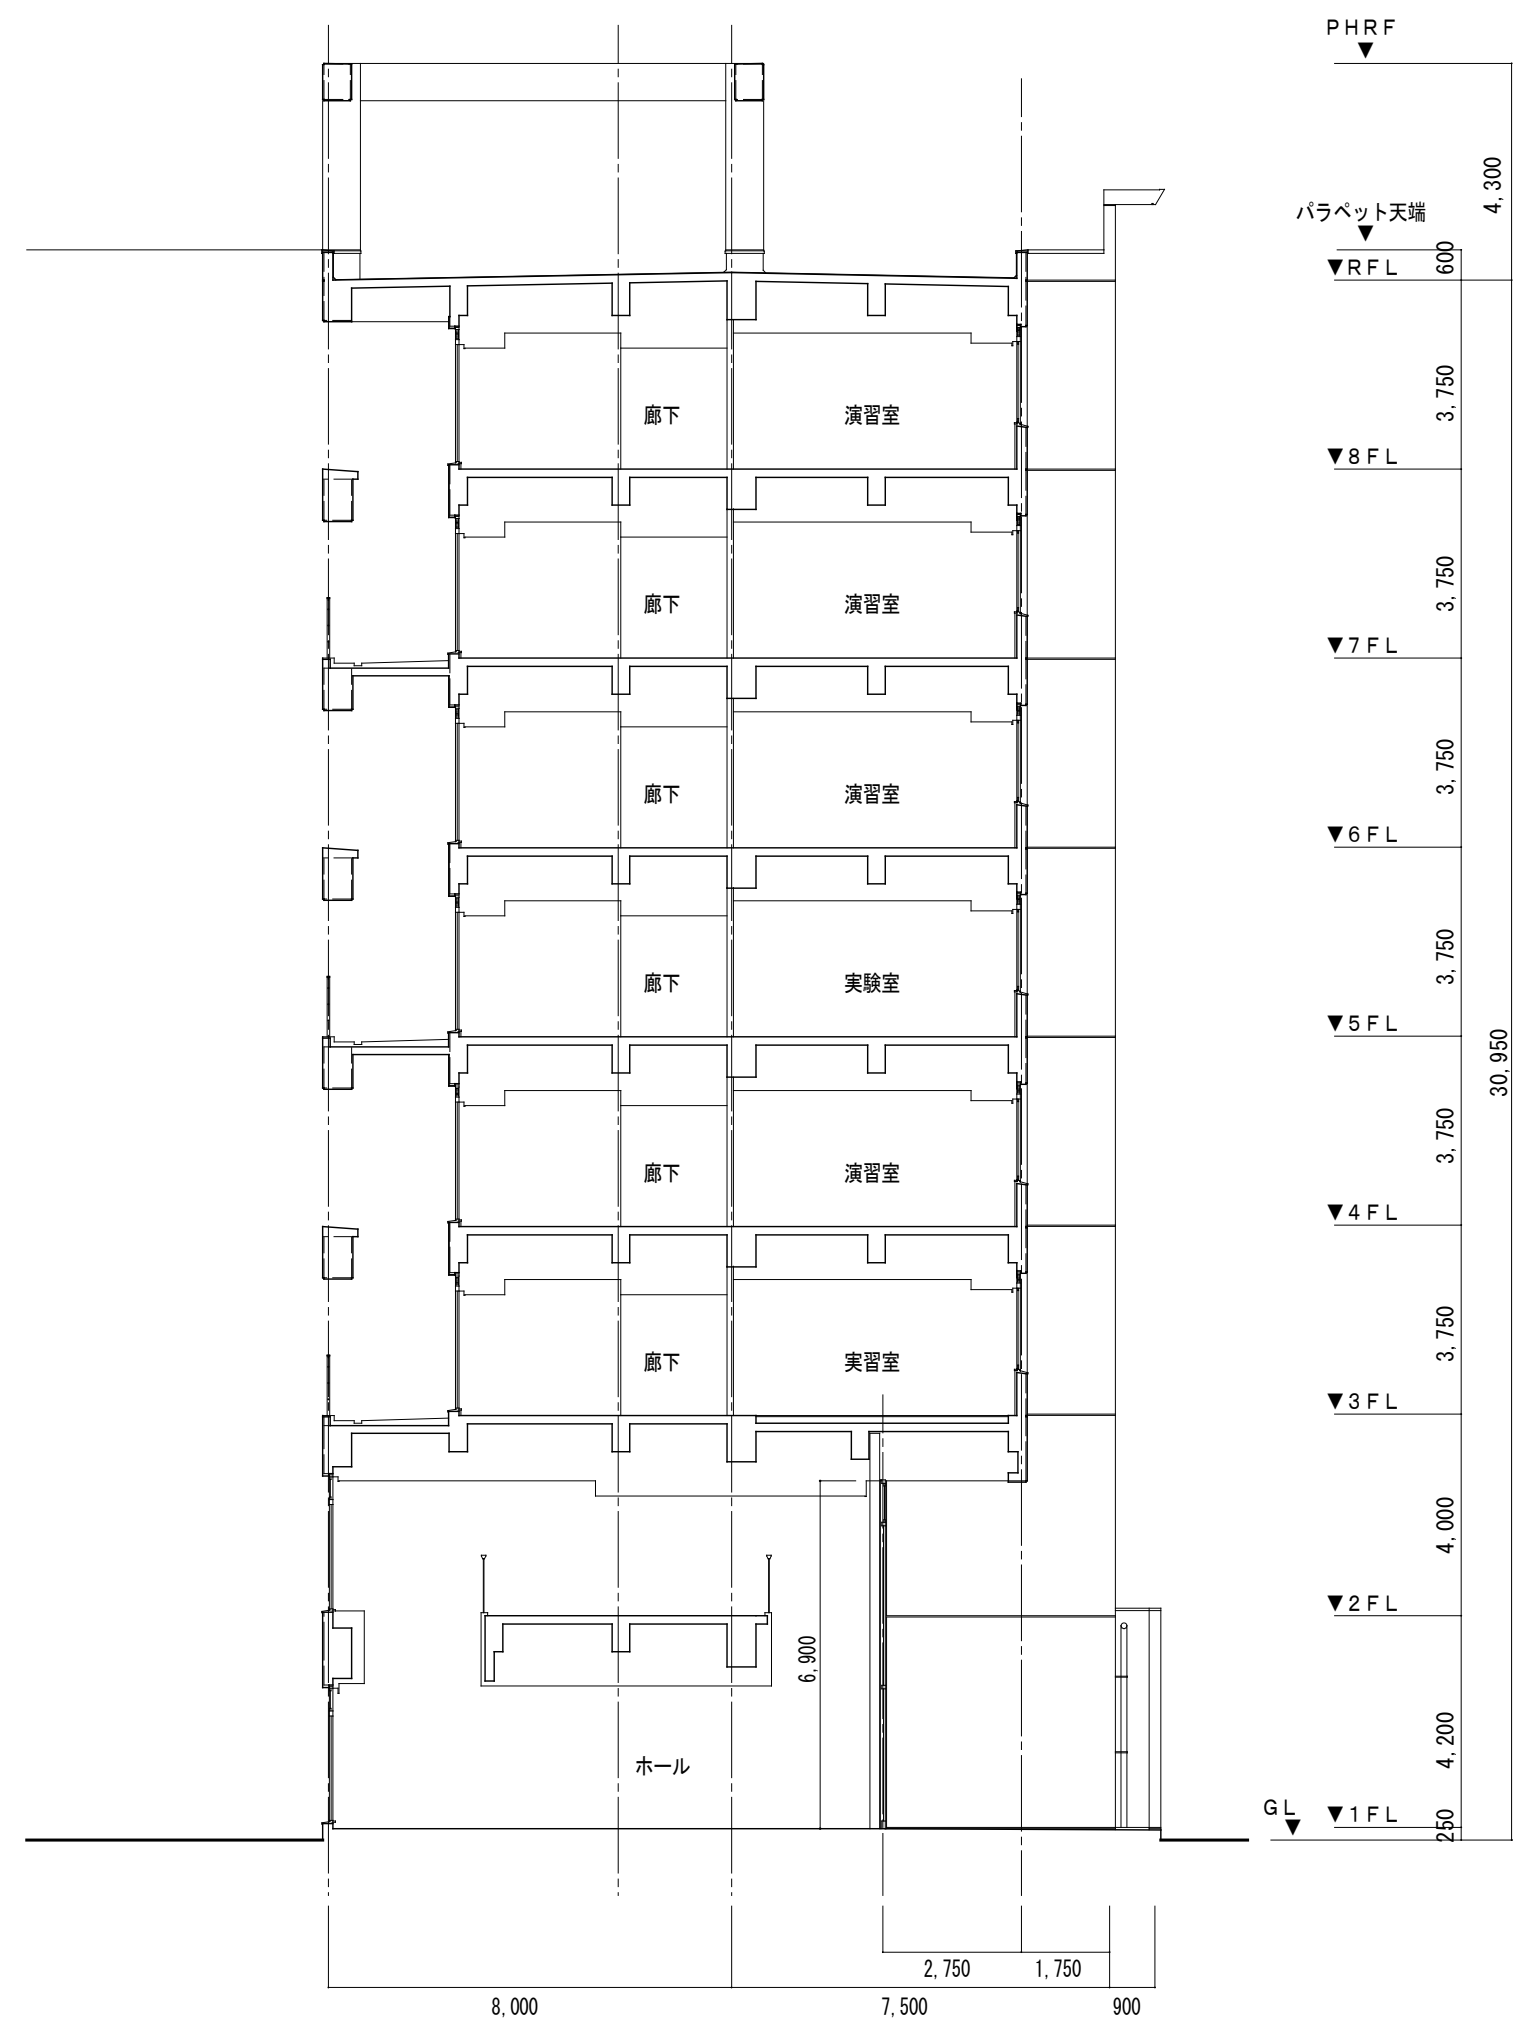 ＰＨＲＦ
4,300
パラペット天端
▼ＲＦＬ
600
廊下
演習室
3,750
▼８ＦＬ
廊下
演習室
3,750
▼７ＦＬ
廊下
演習室
3,750
▼６ＦＬ
廊下
実験室
3,750
▼５ＦＬ
30,950
廊下
演習室
3,750
▼４ＦＬ
廊下
実習室
3,750
▼３ＦＬ
4,000
▼２ＦＬ
6,900
ホール
4,200
ＧＬ
▼１ＦＬ
250
2,750
1,750
8,000
7,500
900